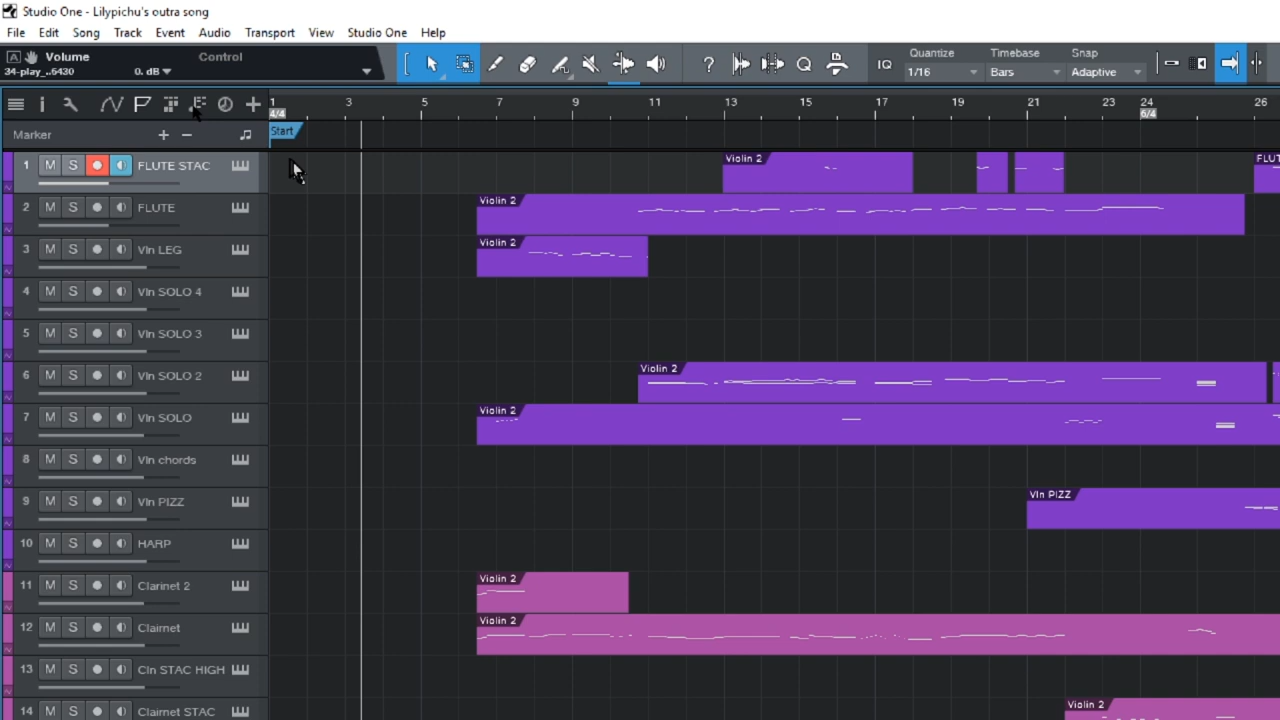 Studio One - Lilypichu's outra song
File Edit Song Track Event Audio Transport View Studio One Help
A Volume Control
34-play_..6430 0. dB
IQ Quantize Timebase Snap
1/16 Bars Adaptive
1 3 5 7 9 11 13 15 17 19 21 23 24 26
4/4 6/4
Marker + - Start
1 M S FLUTE STAC Violin 2 FLUT
2 M S FLUTE Violin 2
3 M S Vln LEG Violin 2
4 M S Vln SOLO 4
5 M S Vln SOLO 3
6 M S Vln SOLO 2 Violin 2
7 M S Vln SOLO Violin 2
8 M S Vln chords
9 M S Vln PIZZ Vln PIZZ
10 M S HARP
11 M S Clarinet 2 Violin 2
12 M S Clairnet Violin 2
13 M S Cln STAC HIGH
14 M S Clairnet STAC Violin 2